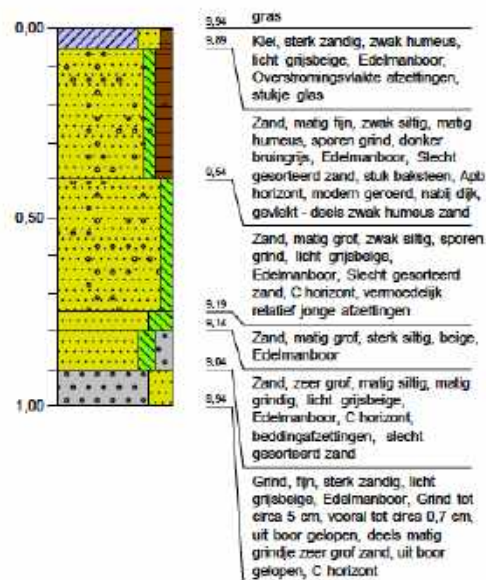 0,00
0,50
1,00
9,94
gras
9,89
Klei, sterk zandig, zwak humeus,
licht grijsbeige, Edelmanboor,
Overstromingsvlakte afzettingen,
stukje glas
9,54
Zand, matig fijn, zwak siltig, matig
humeus, sporen grind, donker
bruingrijs, Edelmanboor, Slecht
gesorteerd zand, stuk baksteen, Apb
horizont, modern geroerd, nabij dijk,
gevlekt - deels zwak humeus zand
9,19
Zand, matig grof, zwak siltig, sporen
grind, licht grijsbeige,
Edelmanboor, Slecht gesorteerd
zand, C horizont, vermoedelijk
relatief jonge afzettingen
9,14
Zand, matig grof, sterk siltig, beige,
Edelmanboor
9,04
Zand, zeer grof, matig siltig, matig
grindig, licht grijsbeige,
Edelmanboor, C horizont,
beddingafzettingen, slecht
gesorteerd zand
9,94
Grind, fijn, sterk zandig, licht
grijsbeige, Edelmanboor, Grind tot
circa 5 cm, vooral tot circa 0,7 cm,
uit boor gelopen, deels matig
grindje zeer grof zand, uit boor
gelopen, C horizont